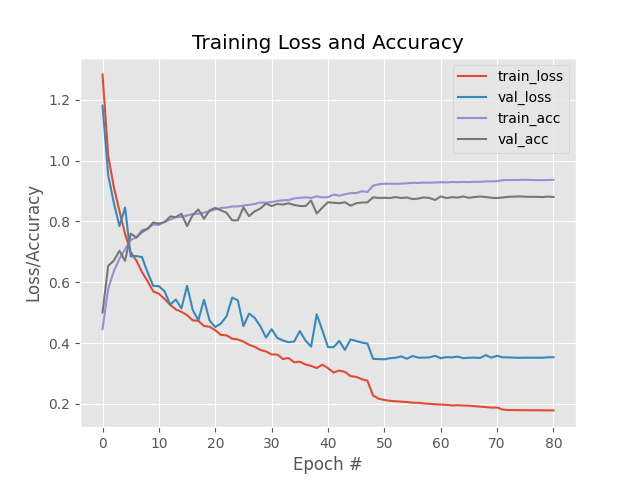 Training Loss and Accuracy
train_loss
val_loss
train_acc
val_acc
Loss/Accuracy
1.2
1.0
0.8
0.6
0.4
0.2
0 10 20 30 40 50 60 70 80
Epoch #